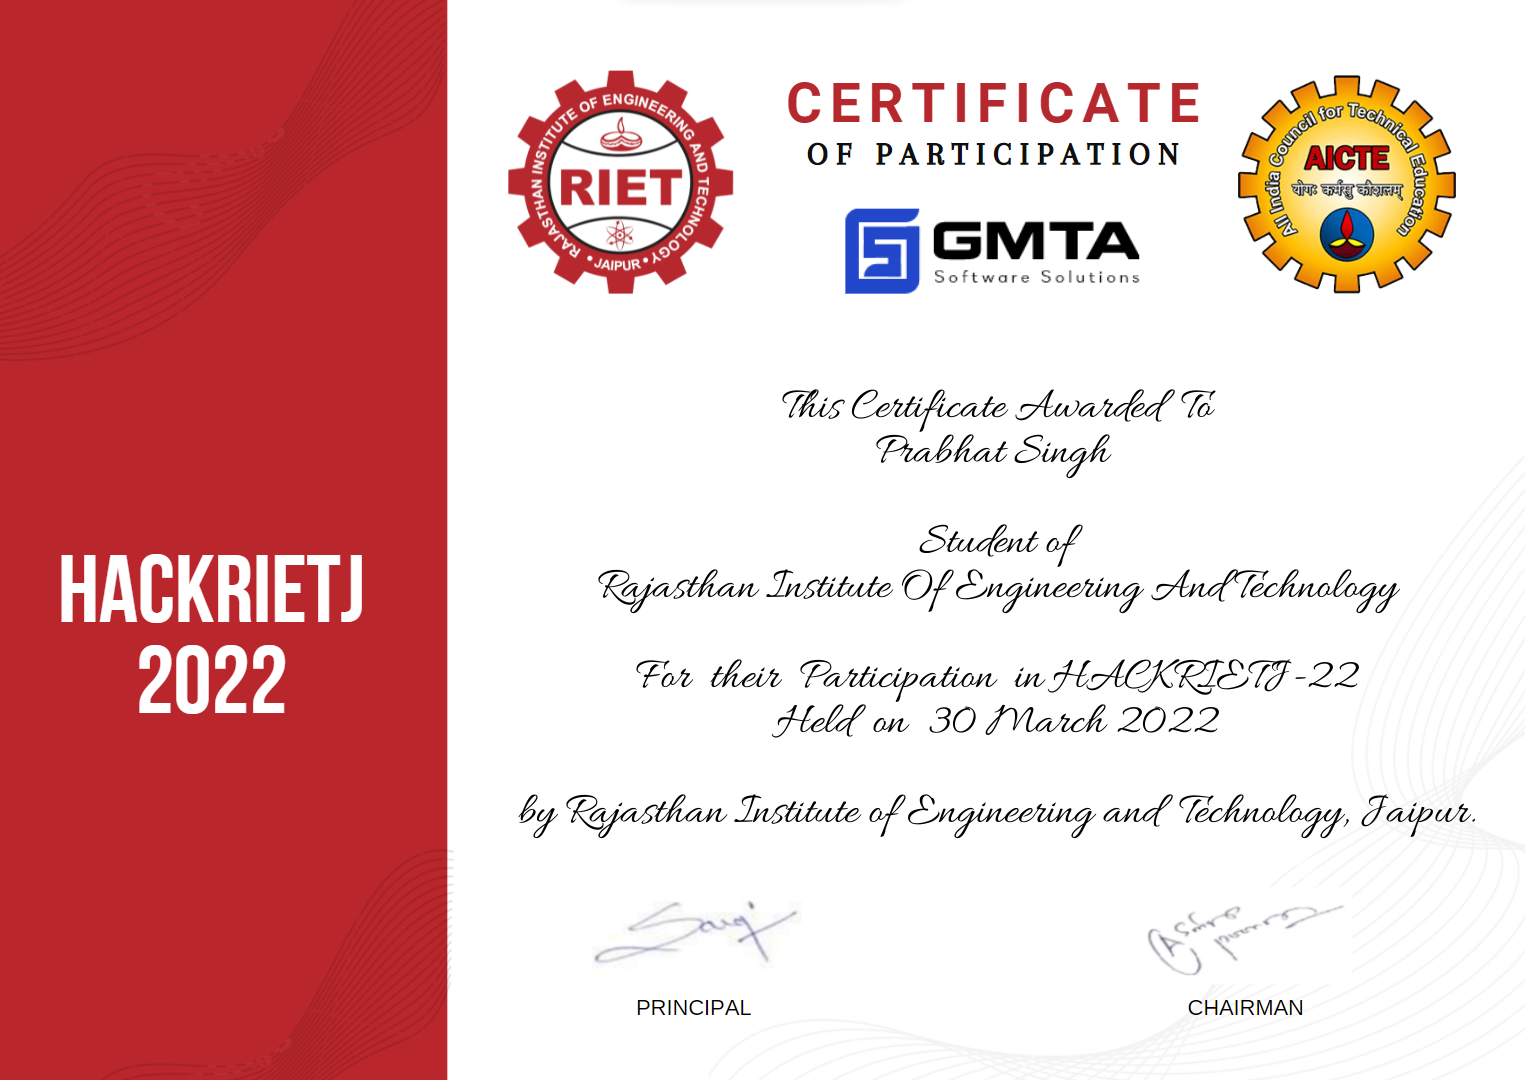 HACKRIETJ
2022
RAJASTHAN INSTITUTE OF ENGINEERING AND TECHNOLOGY
RIET
• JAIPUR •
CERTIFICATE
OF PARTICIPATION
GMTA
Software Solutions
All India Council for Technical Education
AICTE
योगः कर्मसु कौशलम्
This Certificate Awarded To
Prabhat Singh
Student of
Rajasthan Institute Of Engineering And Technology
For their Participation in HACKRIETJ-22
Held on 30 March 2022
by Rajasthan Institute of Engineering and Technology, Jaipur.
PRINCIPAL
CHAIRMAN